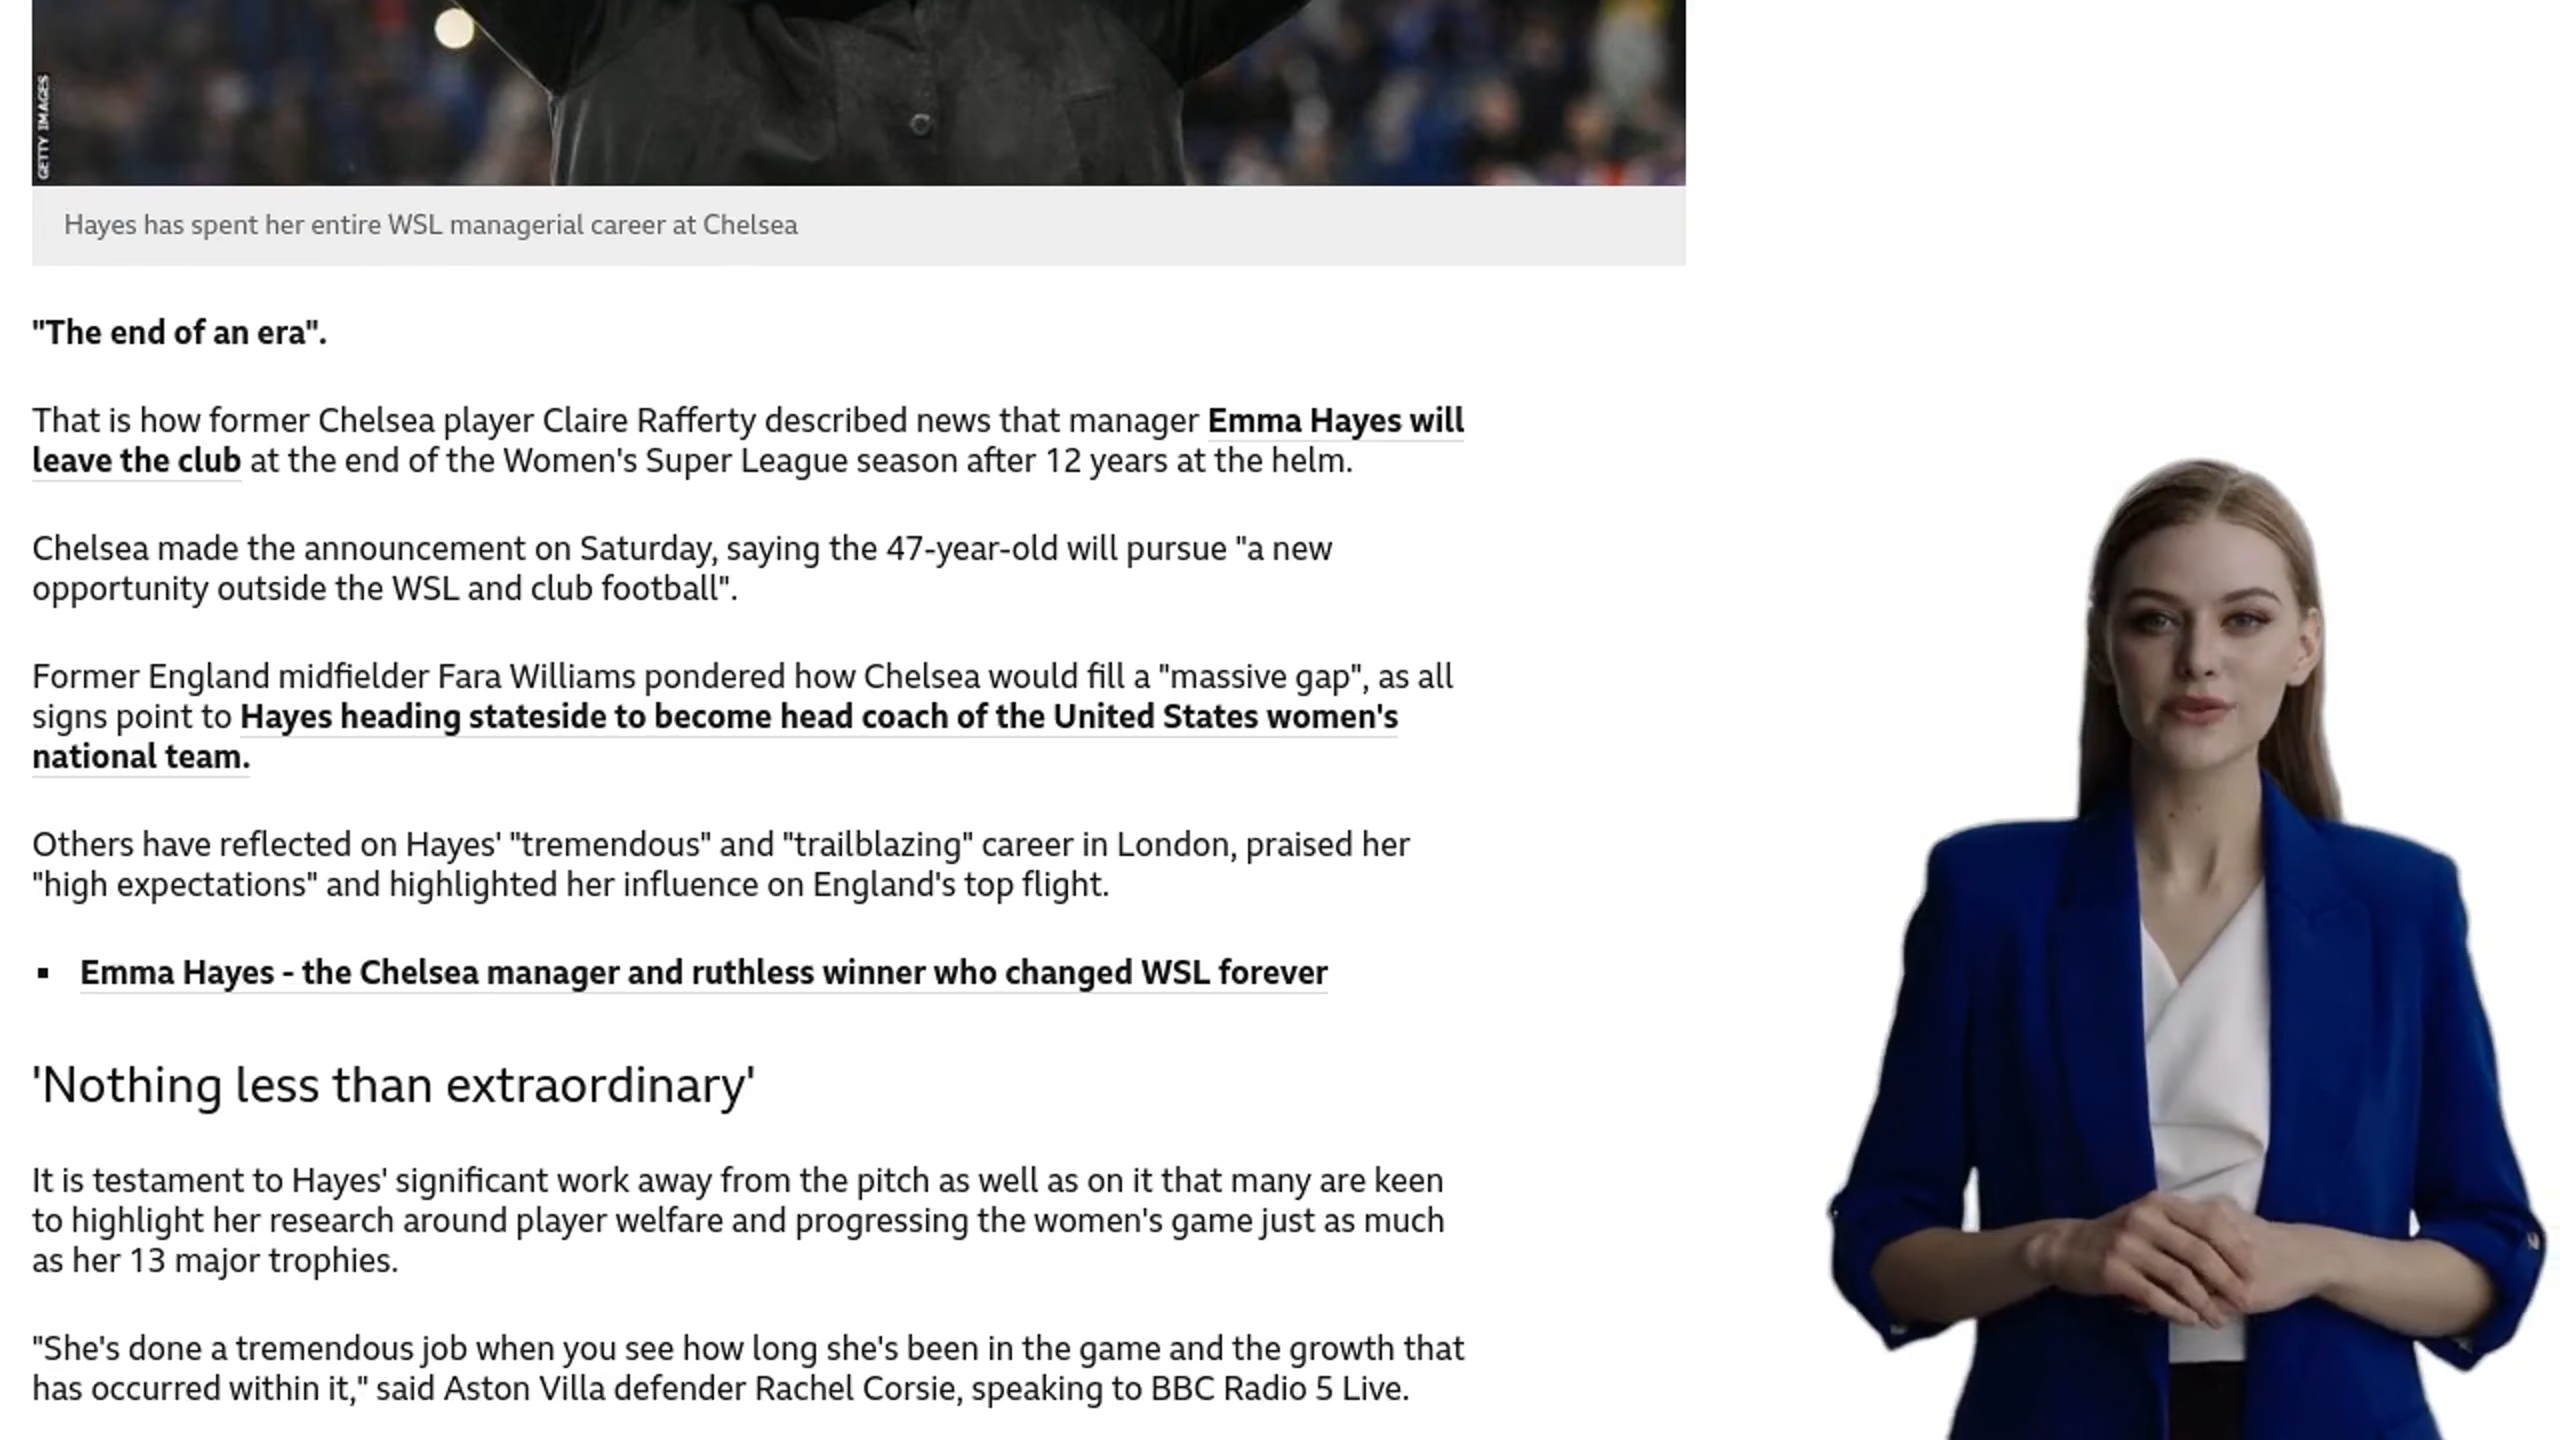 GETTY IMAGES
Hayes has spent her entire WSL managerial career at Chelsea
"The end of an era".
That is how former Chelsea player Claire Rafferty described news that manager Emma Hayes will
leave the club at the end of the Women's Super League season after 12 years at the helm.
Chelsea made the announcement on Saturday, saying the 47-year-old will pursue "a new
opportunity outside the WSL and club football".
Former England midfielder Fara Williams pondered how Chelsea would fill a "massive gap", as all
signs point to Hayes heading stateside to become head coach of the United States women's
national team.
Others have reflected on Hayes' "tremendous" and "trailblazing" career in London, praised her
"high expectations" and highlighted her influence on England's top flight.
▪ Emma Hayes - the Chelsea manager and ruthless winner who changed WSL forever
'Nothing less than extraordinary'
It is testament to Hayes' significant work away from the pitch as well as on it that many are keen
to highlight her research around player welfare and progressing the women's game just as much
as her 13 major trophies.
"She's done a tremendous job when you see how long she's been in the game and the growth that
has occurred within it," said Aston Villa defender Rachel Corsie, speaking to BBC Radio 5 Live.